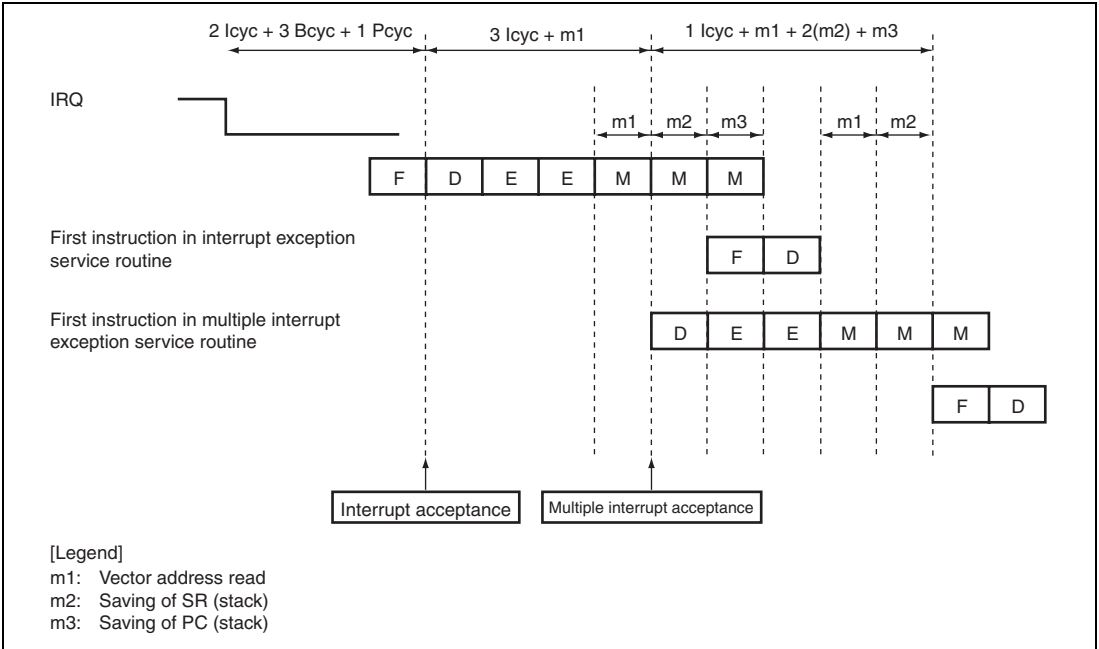 2 Icyc + 3 Bcyc + 1 Pcyc 3 Icyc + m1 1 Icyc + m1 + 2(m2) + m3
IRQ
m1 m2 m3 m1 m2
F D E E M M M
First instruction in interrupt exception
service routine
F D
First instruction in multiple interrupt
exception service routine
D E E M M M
F D
Interrupt acceptance Multiple interrupt acceptance
[Legend]
m1: Vector address read
m2: Saving of SR (stack)
m3: Saving of PC (stack)